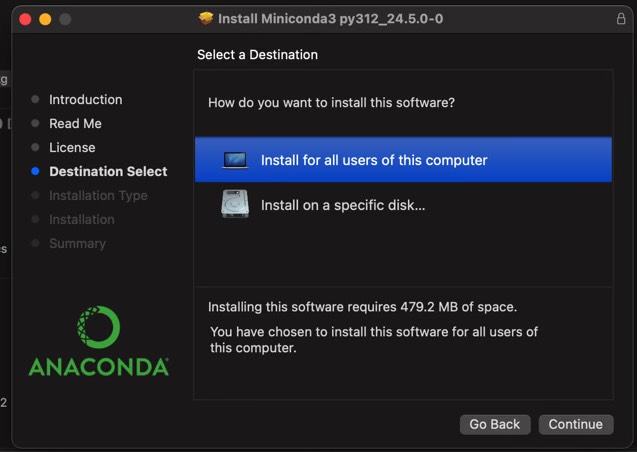 Install Miniconda3 py312_24.5.0-0
Select a Destination
Introduction
Read Me
License
Destination Select
Installation Type
Installation
Summary
How do you want to install this software?
Install for all users of this computer
Install on a specific disk...
Installing this software requires 479.2 MB of space.
You have chosen to install this software for all users of
this computer.
ANACONDA
Go Back
Continue